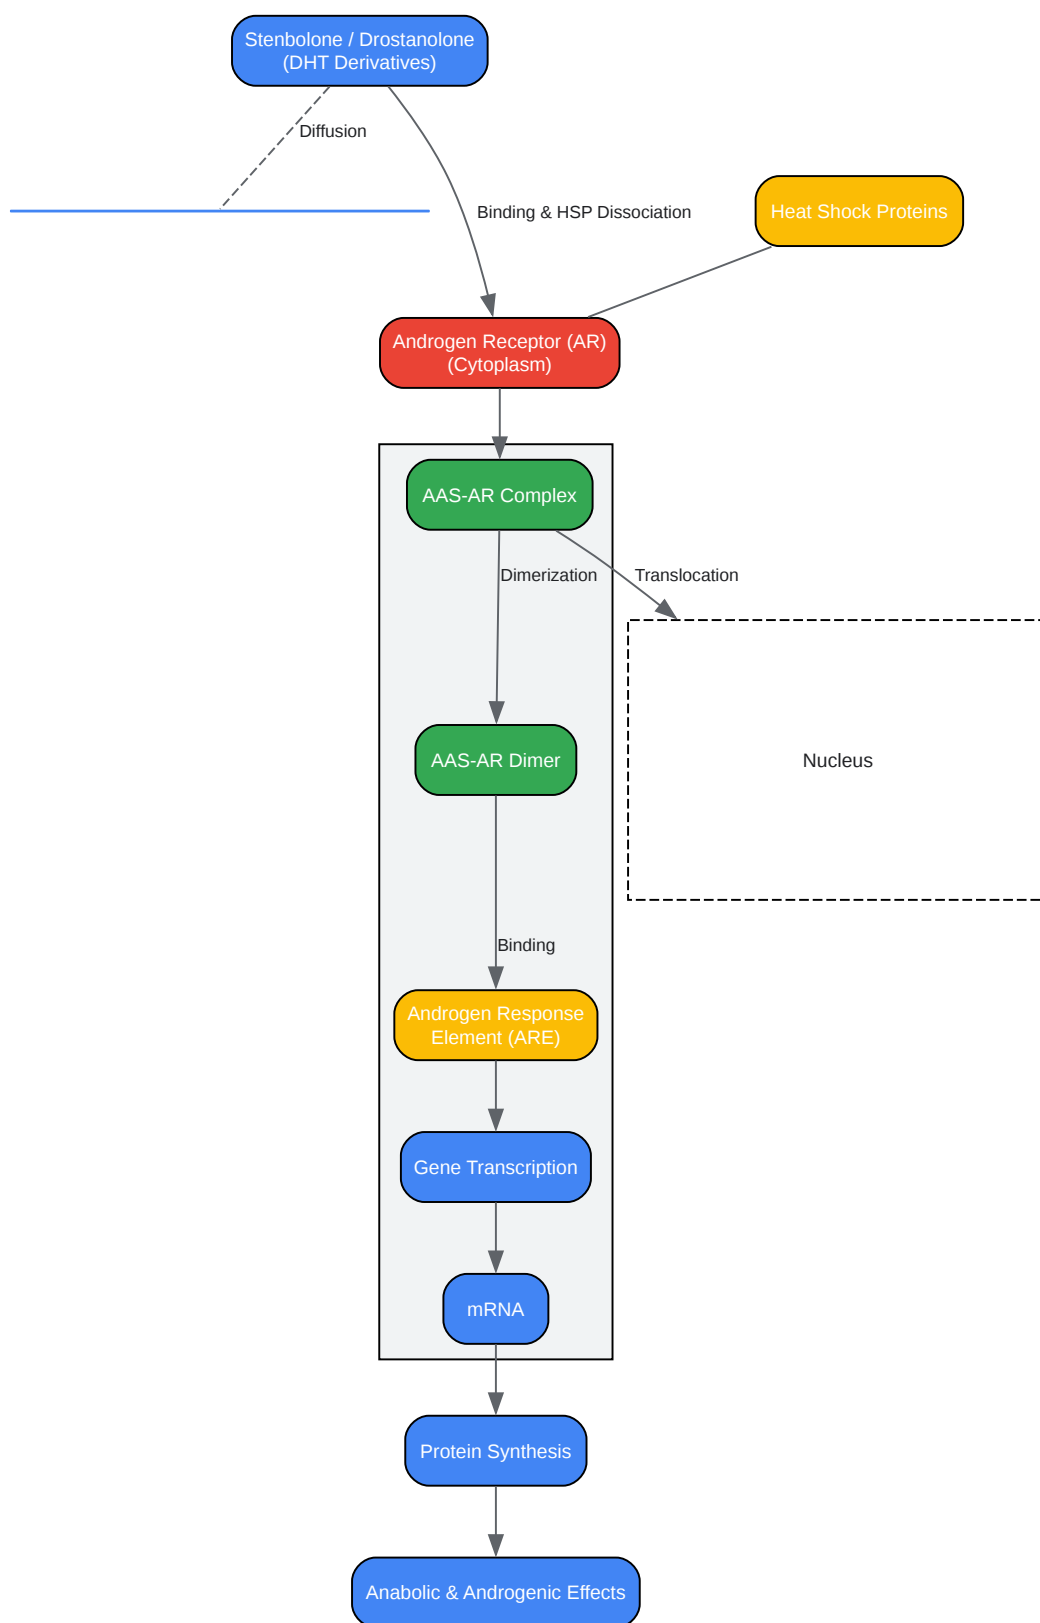 Stenbolone / Drostanolone
(DHT Derivatives)
Diffusion
Binding & HSP Dissociation
Heat Shock Proteins
Androgen Receptor (AR)
(Cytoplasm)
AAS-AR Complex
Dimerization
Translocation
AAS-AR Dimer
Nucleus
Binding
Androgen Response
Element (ARE)
Gene Transcription
mRNA
Protein Synthesis
Anabolic & Androgenic Effects